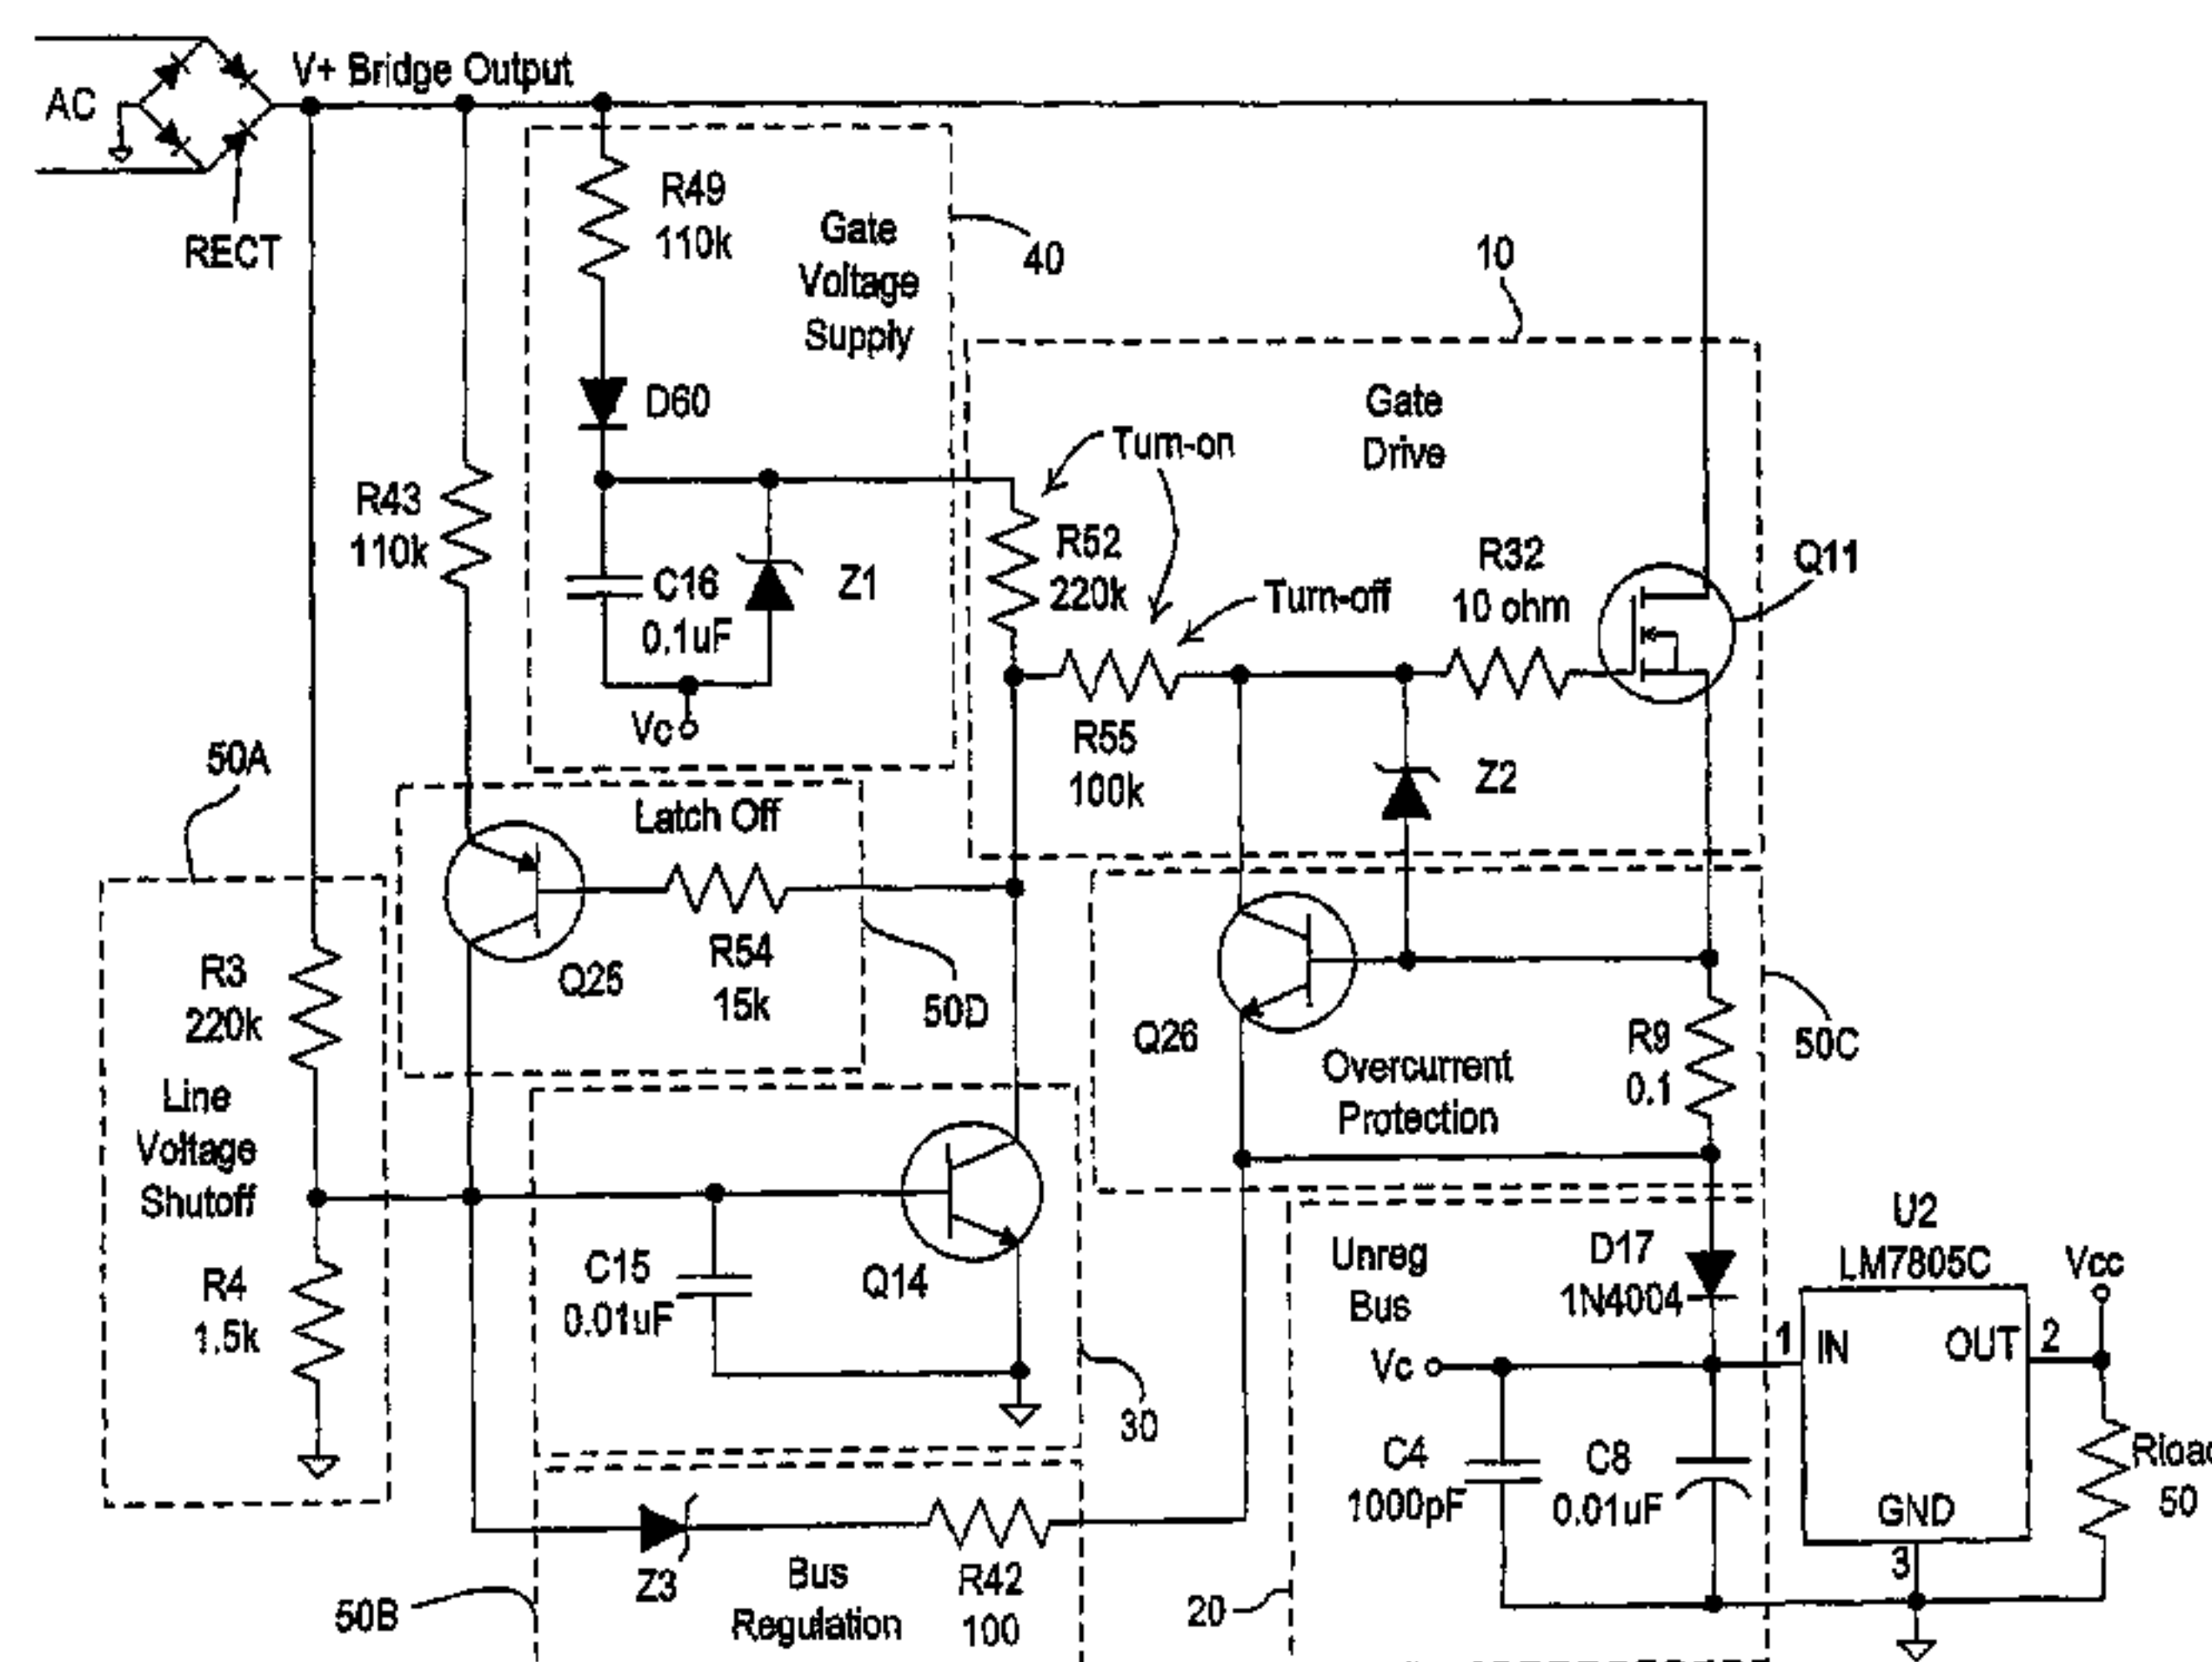 V+ Bridge Output
AC
RECT
R49
110k
Gate
Voltage
Supply
40
10
D60
Gate
Drive
Turn-on
R43
110k
R52
220k
C16
0.1uF
Z1
Turn-off
R32
10 ohm
Q11
Vc
R55
100k
Z2
50A
Latch Off
Q25
R54
15k
50D
R3
220k
Line
Voltage
Shutoff
Q26
Overcurrent
Protection
R9
0.1
50C
R4
1.5k
C15
0.01uF
Q14
30
Unreg
Bus
Vc
D17
1N4004
U2
LM7805C
Vcc
1
IN
OUT
2
C4
1000pF
C8
0.01uF
GND
3
Rload
50
50B
Z3
Bus
Regulation
R42
100
20